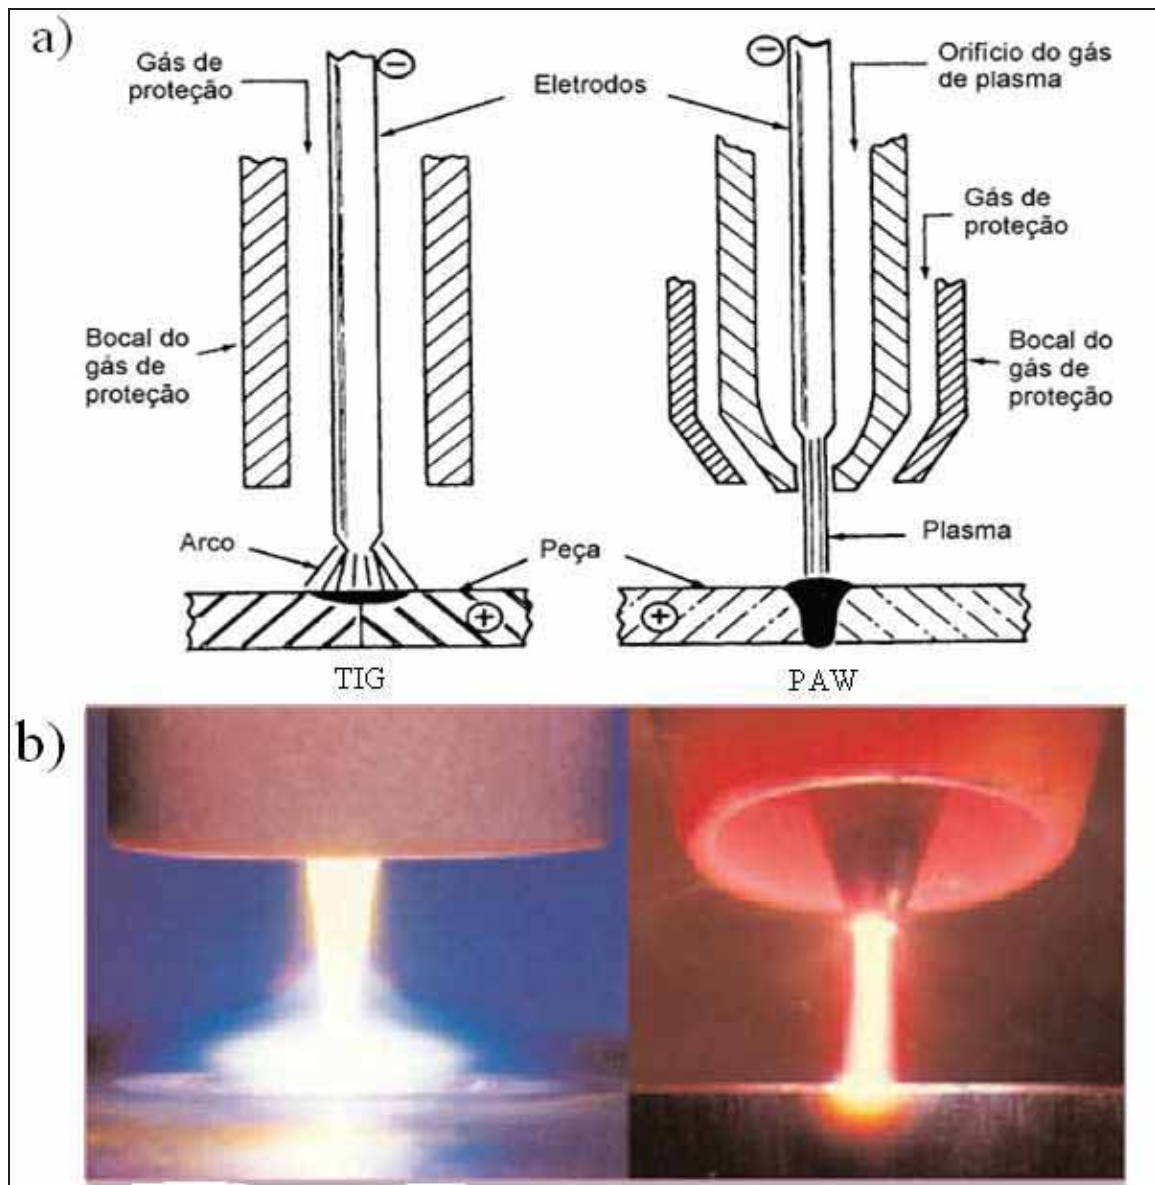 a)
Gás de
proteção
Eletrodos
Orifício do gás
de plasma
Gás de
proteção
Bocal do
gás de
proteção
Bocal do
gás de
proteção
Arco
Peça
Plasma
TIG
PAW
b)